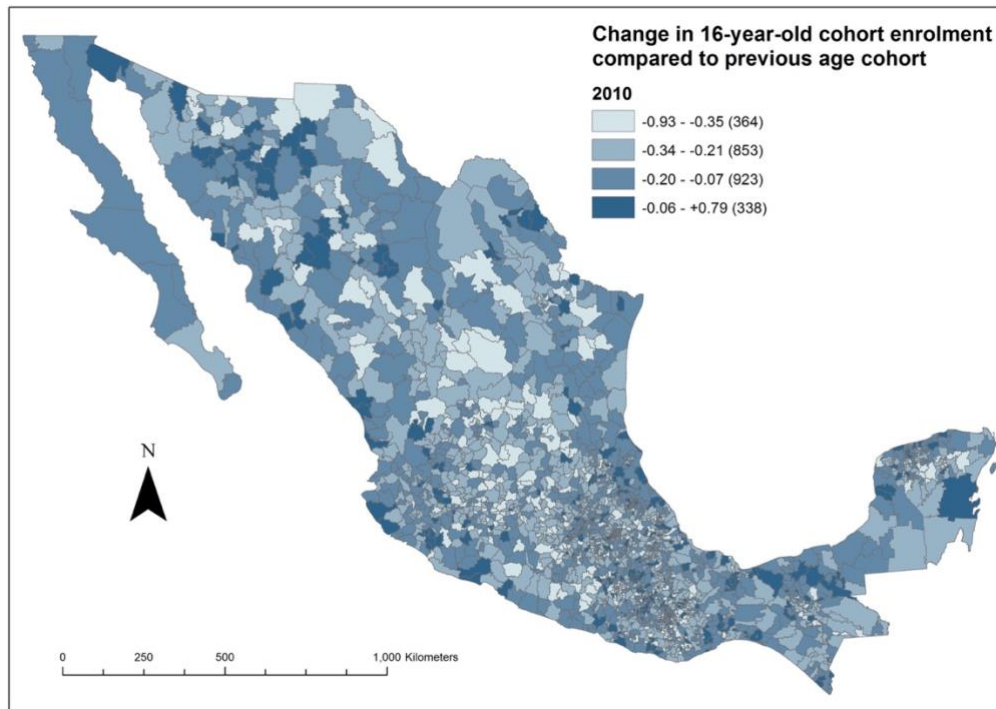 Change in 16-year-old cohort enrolment
compared to previous age cohort
2010
-0.93 - -0.35 (364)
-0.34 - -0.21 (853)
-0.20 - -0.07 (923)
-0.06 - +0.79 (338)
N
0 250 500 1,000 Kilometers